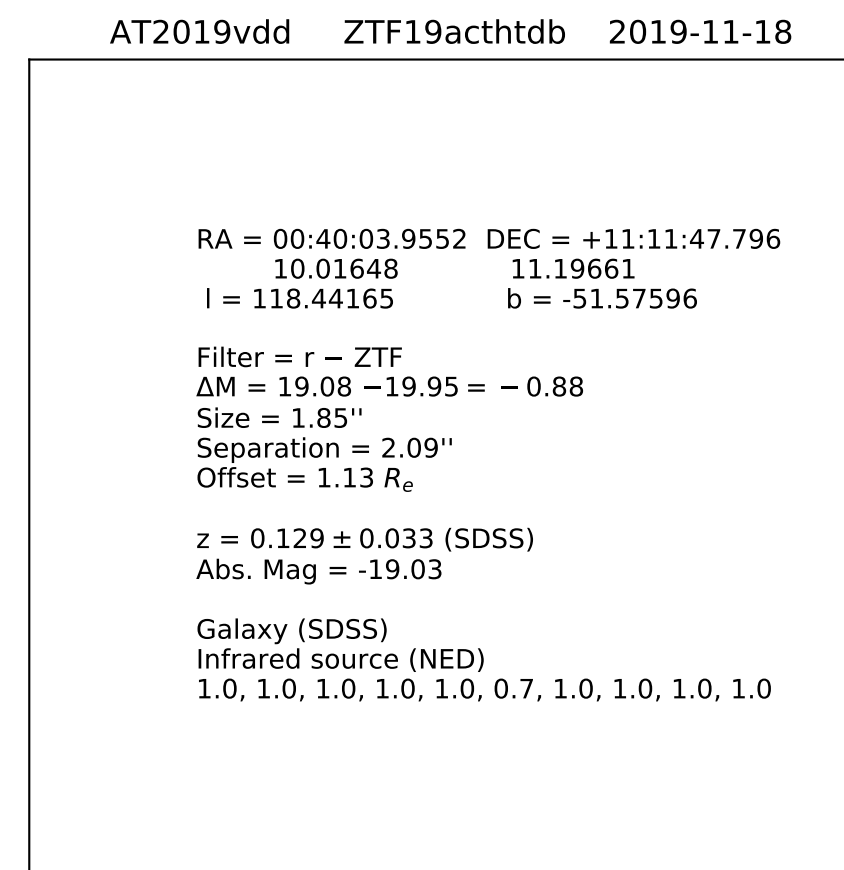 AT2019vdd ZTF19acthtdb 2019-11-18
RA = 00:40:03.9552 DEC = +11:11:47.796
10.01648 11.19661
l = 118.44165 b = -51.57596
Filter = r − ZTF
ΔM = 19.08 −19.95 = −0.88
Size = 1.85''
Separation = 2.09''
Offset = 1.13 Rₑ
z = 0.129 ± 0.033 (SDSS)
Abs. Mag = -19.03
Galaxy (SDSS)
Infrared source (NED)
1.0, 1.0, 1.0, 1.0, 1.0, 0.7, 1.0, 1.0, 1.0, 1.0